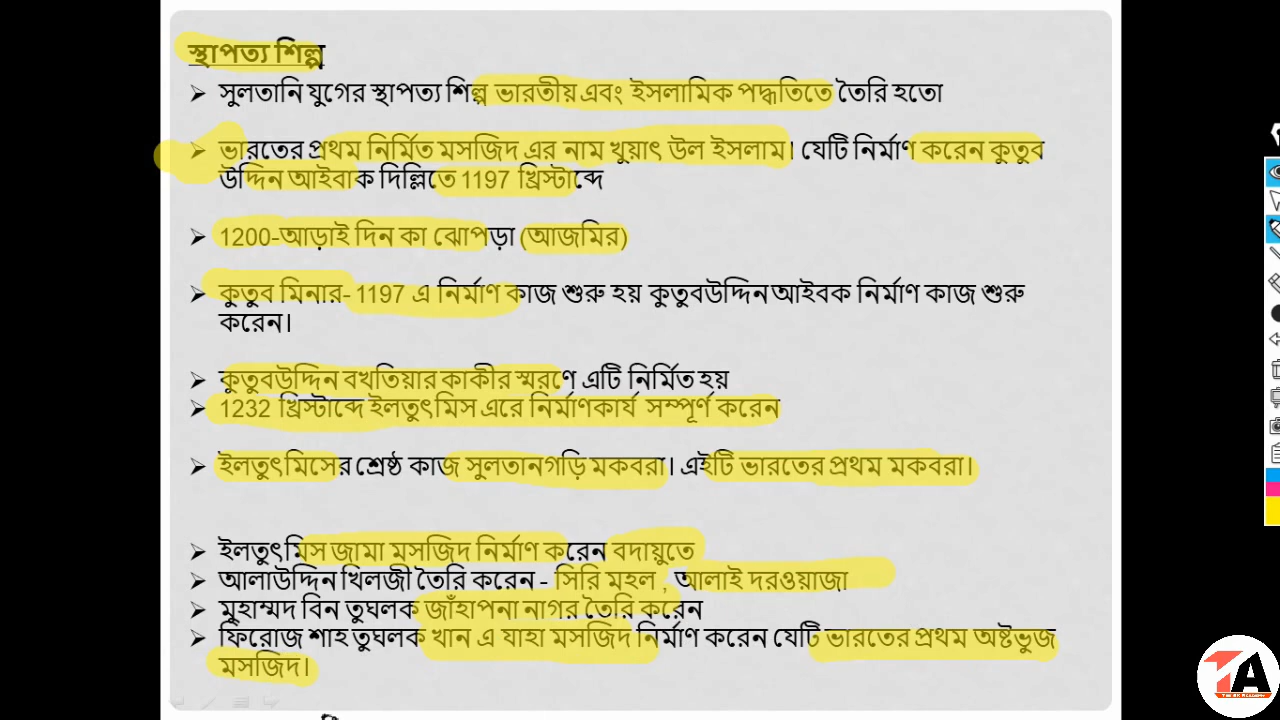 স্থাপত্য শিল্প
সুলতানি যুগের স্থাপত্য শিল্প ভারতীয় এবং ইসলামিক পদ্ধতিতে তৈরি হতো
ভারতের প্রথম নির্মিত মসজিদ এর নাম খুয়াৎ উল ইসলাম। যেটি নির্মাণ করেন কুতুব
উদ্দিন আইবাক দিল্লিতে 1197 খ্রিস্টাব্দে
1200-আড়াই দিন কা ঝোপড়া (আজমির)
কুতুব মিনার- 1197 এ নির্মাণ কাজ শুরু হয় কুতুবউদ্দিন আইবক নির্মাণ কাজ শুরু
করেন।
কুতুবউদ্দিন বখতিয়ার কাকীর স্মরণে এটি নির্মিত হয়
1232 খ্রিস্টাব্দে ইলতুৎমিস এরে নির্মাণকার্য সম্পূর্ণ করেন
ইলতুৎমিসের শ্রেষ্ঠ কাজ সুলতানগড়ি মকবরা। এইটি ভারতের প্রথম মকবরা।
ইলতুৎমিস জামা মসজিদ নির্মাণ করেন বদায়ুতে
আলাউদ্দিন খিলজী তৈরি করেন - সিরি মহল , আলাই দরওয়াজা
মুহাম্মদ বিন তুঘলক জাঁহাপনা নাগর তৈরি করেন
ফিরোজ শাহ তুঘলক খান এ যাহা মসজিদ নির্মাণ করেন যেটি ভারতের প্রথম অষ্টভুজ
মসজিদ।
TA